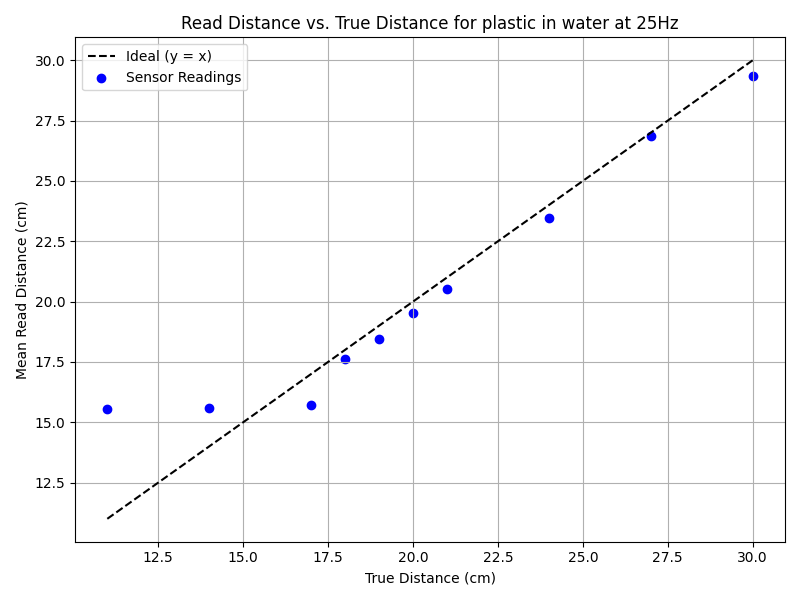 Read Distance vs. True Distance for plastic in water at 25Hz
Ideal (y = x)
Sensor Readings
Mean Read Distance (cm)
30.0
27.5
25.0
22.5
20.0
17.5
15.0
12.5
12.5 15.0 17.5 20.0 22.5 25.0 27.5 30.0
True Distance (cm)